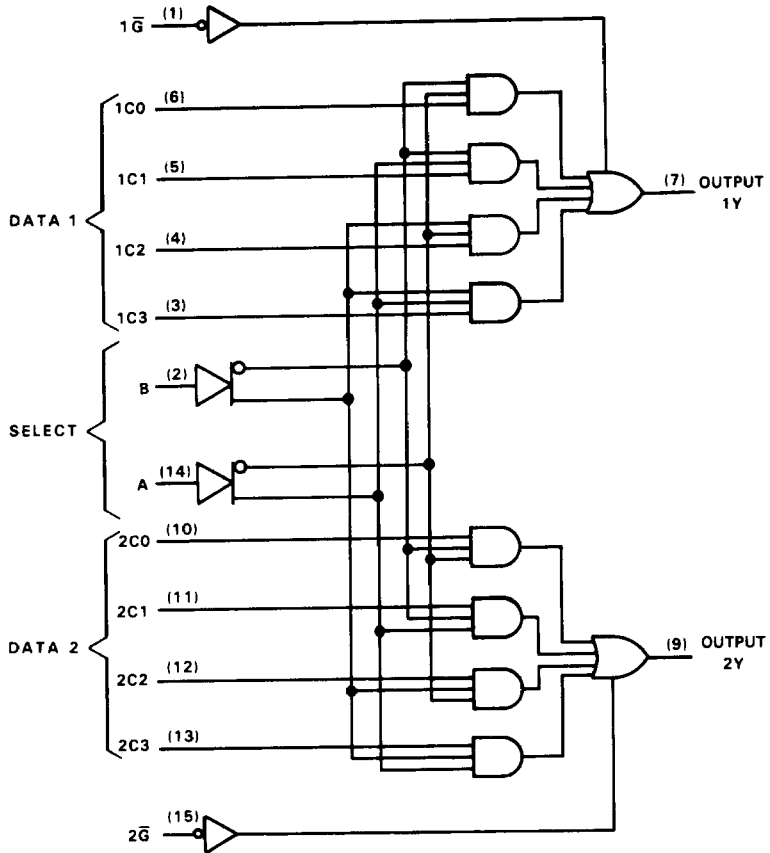 1G̅ (1)
1C0 (6)
1C1 (5)
DATA 1
(7) OUTPUT
1Y
1C2 (4)
1C3 (3)
B (2)
SELECT
A (14)
2C0 (10)
2C1 (11)
DATA 2
(9) OUTPUT
2Y
2C2 (12)
2C3 (13)
2G̅ (15)